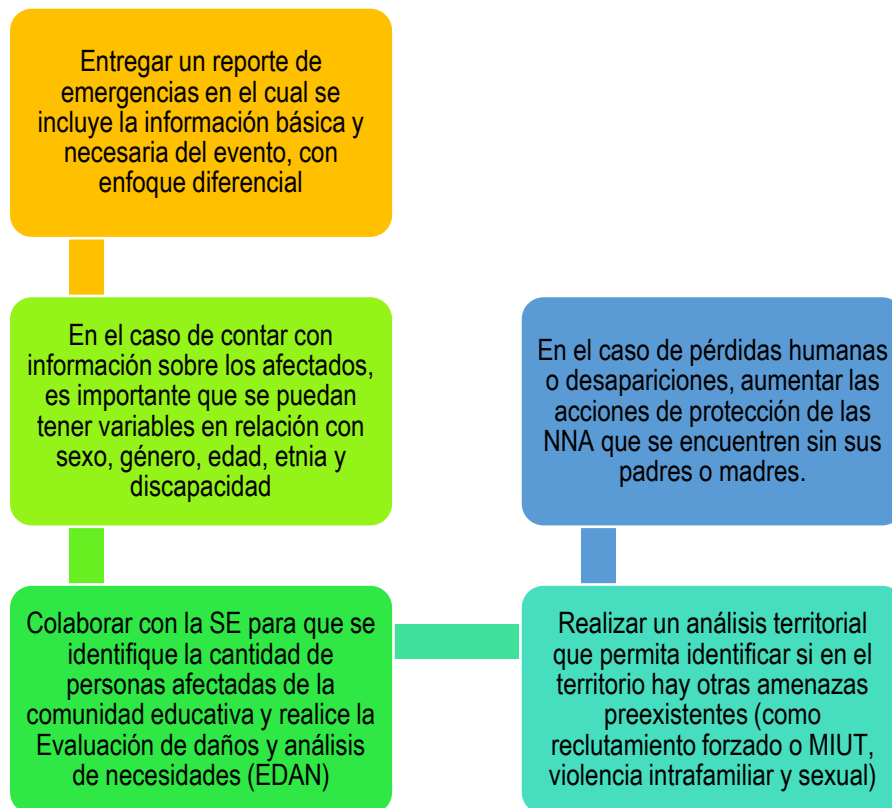 Entregar un reporte de
emergencias en el cual se
incluye la información básica y
necesaria del evento, con
enfoque diferencial
En el caso de contar con
información sobre los afectados,
es importante que se puedan
tener variables en relación con
sexo, género, edad, etnia y
discapacidad
Colaborar con la SE para que se
identifique la cantidad de
personas afectadas de la
comunidad educativa y realice la
Evaluación de daños y análisis
de necesidades (EDAN)
Realizar un análisis territorial
que permita identificar si en el
territorio hay otras amenazas
preexistentes (como
reclutamiento forzado o MIUT,
violencia intrafamiliar y sexual)
En el caso de pérdidas humanas
o desapariciones, aumentar las
acciones de protección de las
NNA que se encuentren sin sus
padres o madres.